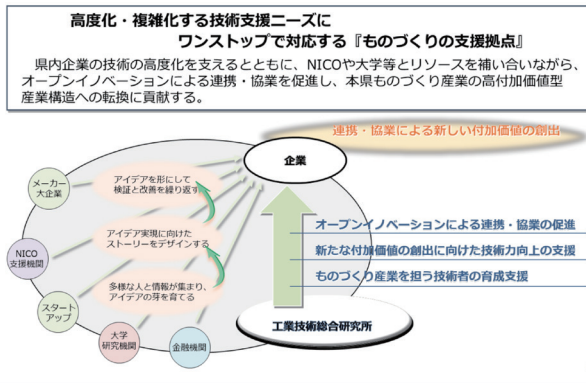 高度化・複雑化する技術支援ニーズに
ワンストップで対応する『ものづくりの支援拠点』
県内企業の技術の高度化を支えるとともに、NICOや大学等とリソースを補い合いながら、
オープンイノベーションによる連携・協業を促進し、本県ものづくり産業の高付加価値型
産業構造への転換に貢献する。
連携・協業による新しい付加価値の創出
企業
メーカー
大企業
アイデアを形にして
検証と改善を繰り返す
アイデア実現に向けた
ストーリーをデザインする
NICO
支援機関
多様な人と情報が集まり、
アイデアの芽を育てる
スタート
アップ
大学
研究機関
金融機関
オープンイノベーションによる連携・協業の促進
新たな付加価値の創出に向けた技術力向上の支援
ものづくり産業を担う技術者の育成支援
工業技術総合研究所